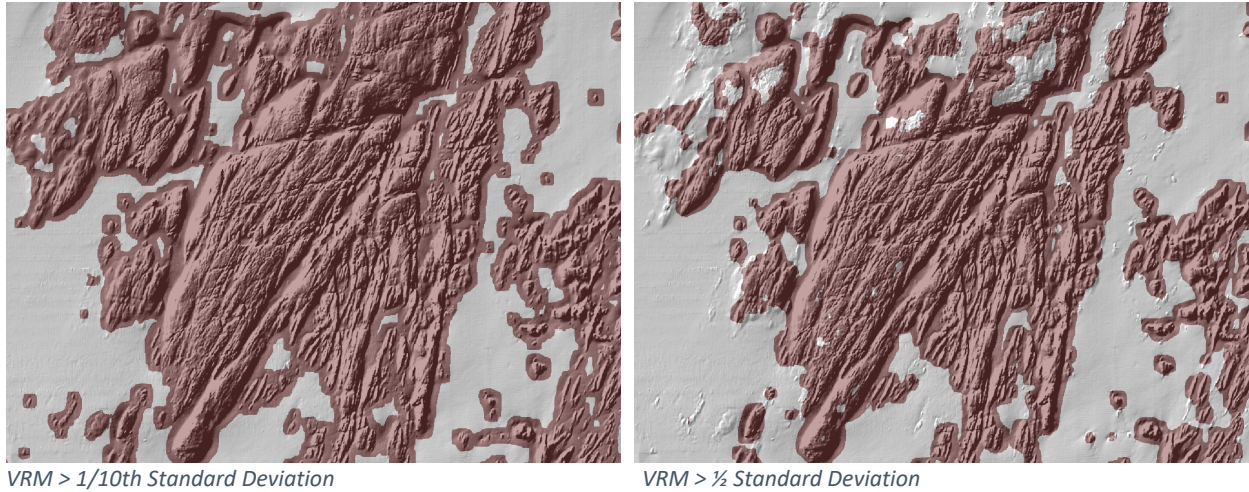 VRM > 1/10th Standard Deviation
VRM > ½ Standard Deviation